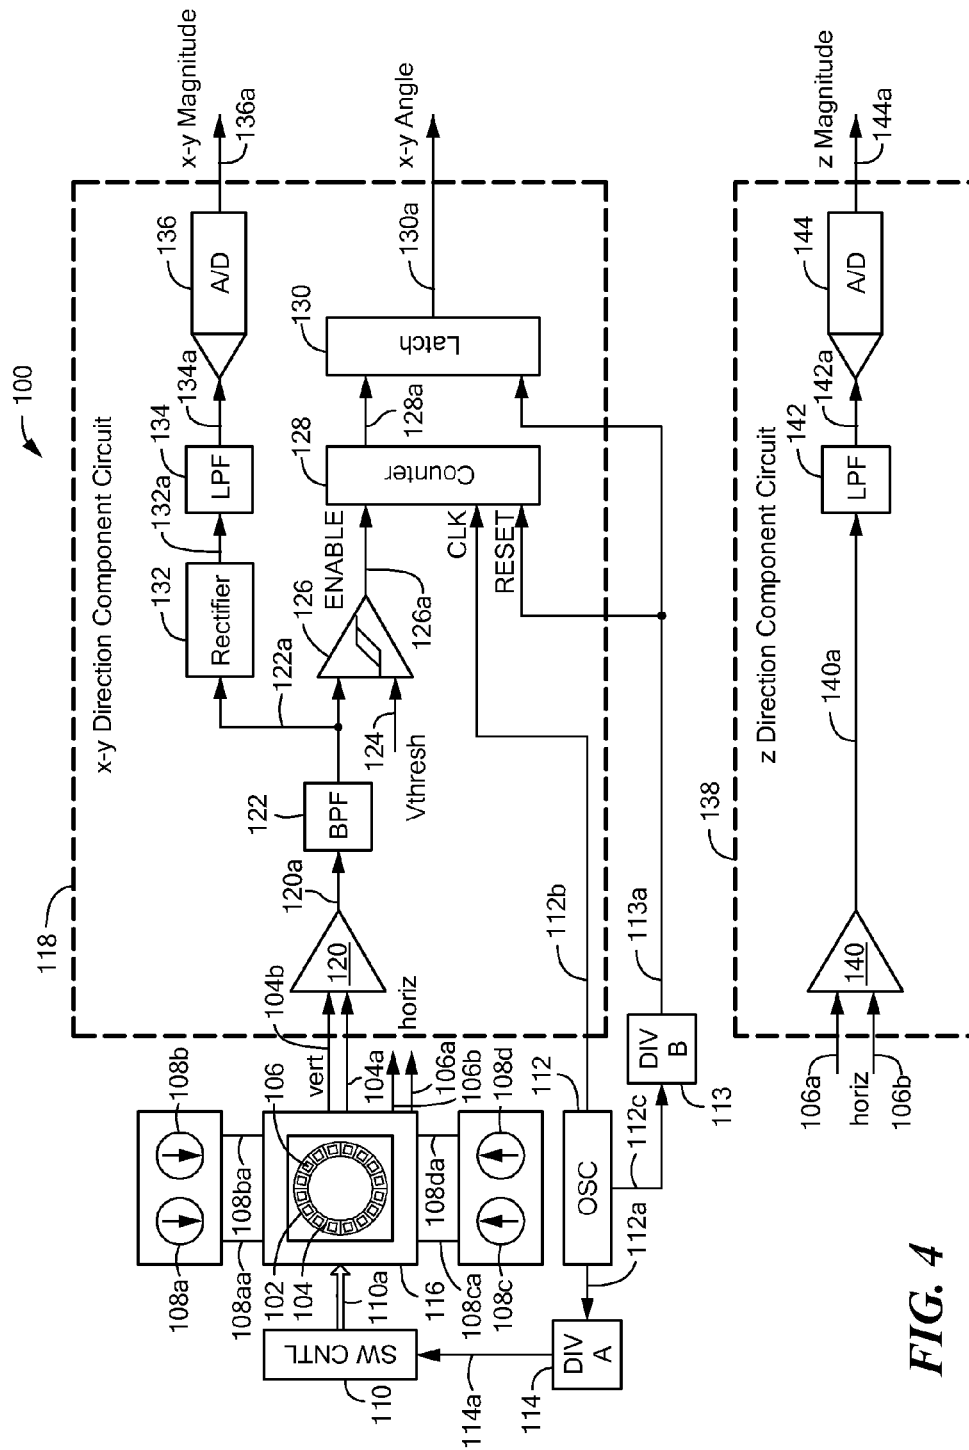 100
118
x-y Direction Component Circuit
x-y Magnitude
136a
136
A/D
134a
134
LPF
132a
132
Rectifier
122a
122
BPF
120a
120
104b
vert
104a
horiz
106a
106b
124
Vthresh
126
126a
ENABLE
128
Counter
CLK
RESET
128a
130
Latch
130a
x-y Angle
108a
108b
108aa
108ba
102
104
106
116
108ca
108da
108c
108d
110
SW CNTL
110a
112
OSC
112a
112b
112c
DIV
B
113
113a
DIV
A
114
114a
138
z Direction Component Circuit
106a
horiz
106b
140
140a
142
LPF
142a
144
A/D
z Magnitude
144a
FIG. 4